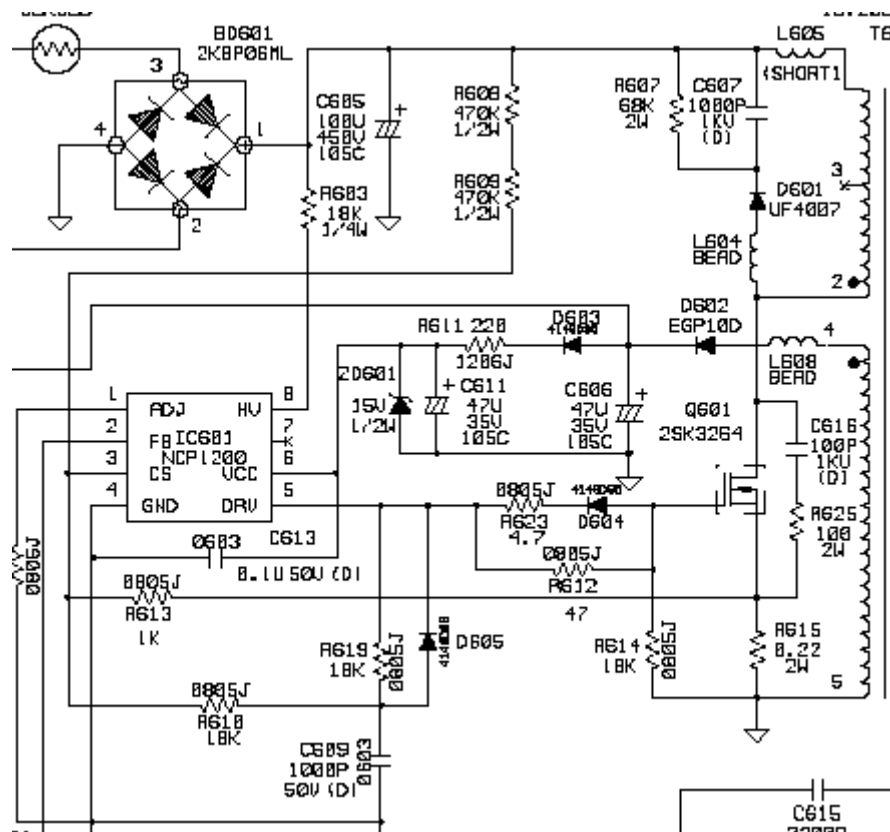 BD601
2KBP06ML
3
4
1
2
C605
100U
450V
105C
R603
18K
1/4W
R608
470K
1/2W
R609
470K
1/2W
R607
68K
2W
C607
1000P
1KV
(D)
L605
(SHORT)
T6
3
D601
UF4007
L604
BEAD
2
D602
EGP10D
4
L608
BEAD
R611 220
1206J
D603
ZD601
15V
1/2W
C611
47U
35V
105C
C606
47U
35V
105C
Q601
2SK3264
C616
100P
1KV
(D)
R625
100
2W
1 ADJ HV 8
2 FB IC601 7
3 CS NCP1200 VCC 6
4 GND DRV 5
0603
C613
0.1U 50V (D)
0805J
R623
4.7
D604
0805J
R612
47
0805J
0805J
R613
1K
R619
10K
0805J
D605
R614
10K
0805J
R615
0.22
2W
5
0805J
R610
10K
C609
1000P
50V (D)
0603
C615